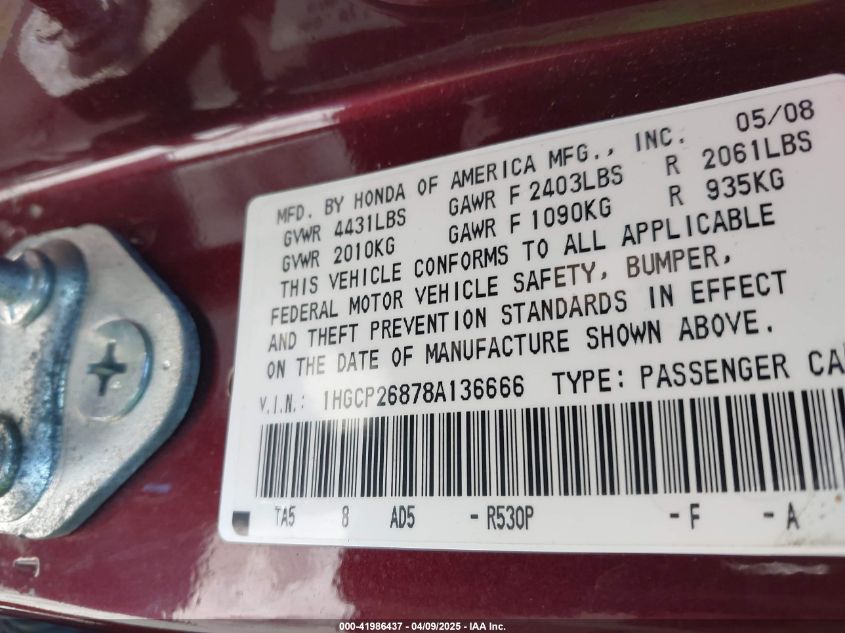 05/08
MFD. BY HONDA OF AMERICA MFG., INC.
GVWR 4431LBS GAWR F 2403LBS R 2061LBS
GVWR 2010KG GAWR F 1090KG R 935KG
THIS VEHICLE CONFORMS TO ALL APPLICABLE
FEDERAL MOTOR VEHICLE SAFETY, BUMPER,
AND THEFT PREVENTION STANDARDS IN EFFECT
ON THE DATE OF MANUFACTURE SHOWN ABOVE.
V.I.N.: 1HGCP26878A136666 TYPE: PASSENGER CA
TA5 8 AD5 -R530P -F -A
000-41986437 - 04/09/2025 - IAA Inc.